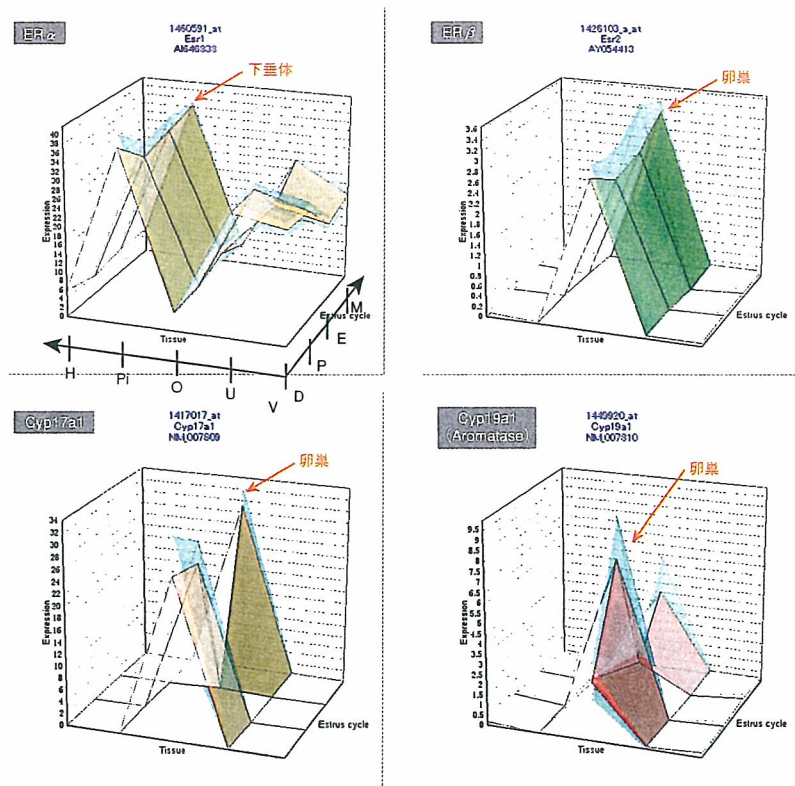 ERα
1460591_at
Esr1
AI646833
下垂体
40
38
36
34
32
30
28
26
24
22
20
18
16
14
12
10
8
6
4
2
0
Expression
Tissue
Estrus cycle
H
Pi
O
U
V
D
P
E
M
ERβ
1426103_a_at
Esr2
AY054413
卵巣
3.6
3.4
3.2
3
2.8
2.6
2.4
2.2
2
1.8
1.6
1.4
1.2
1
0.8
0.6
0.4
0.2
0
Expression
Tissue
Estrus cycle
Cyp17a1
1417017_at
Cyp17a1
NM_007809
卵巣
34
32
30
28
26
24
22
20
18
16
14
12
10
8
6
4
2
0
Expression
Tissue
Estrus cycle
Cyp19a1
(Aromatase)
1449920_at
Cyp19a1
NM_007810
卵巣
9.5
9
8.5
8
7.5
7
6.5
6
5.5
5
4.5
4
3.5
3
2.5
2
1.5
1
0.5
0
Expression
Tissue
Estrus cycle